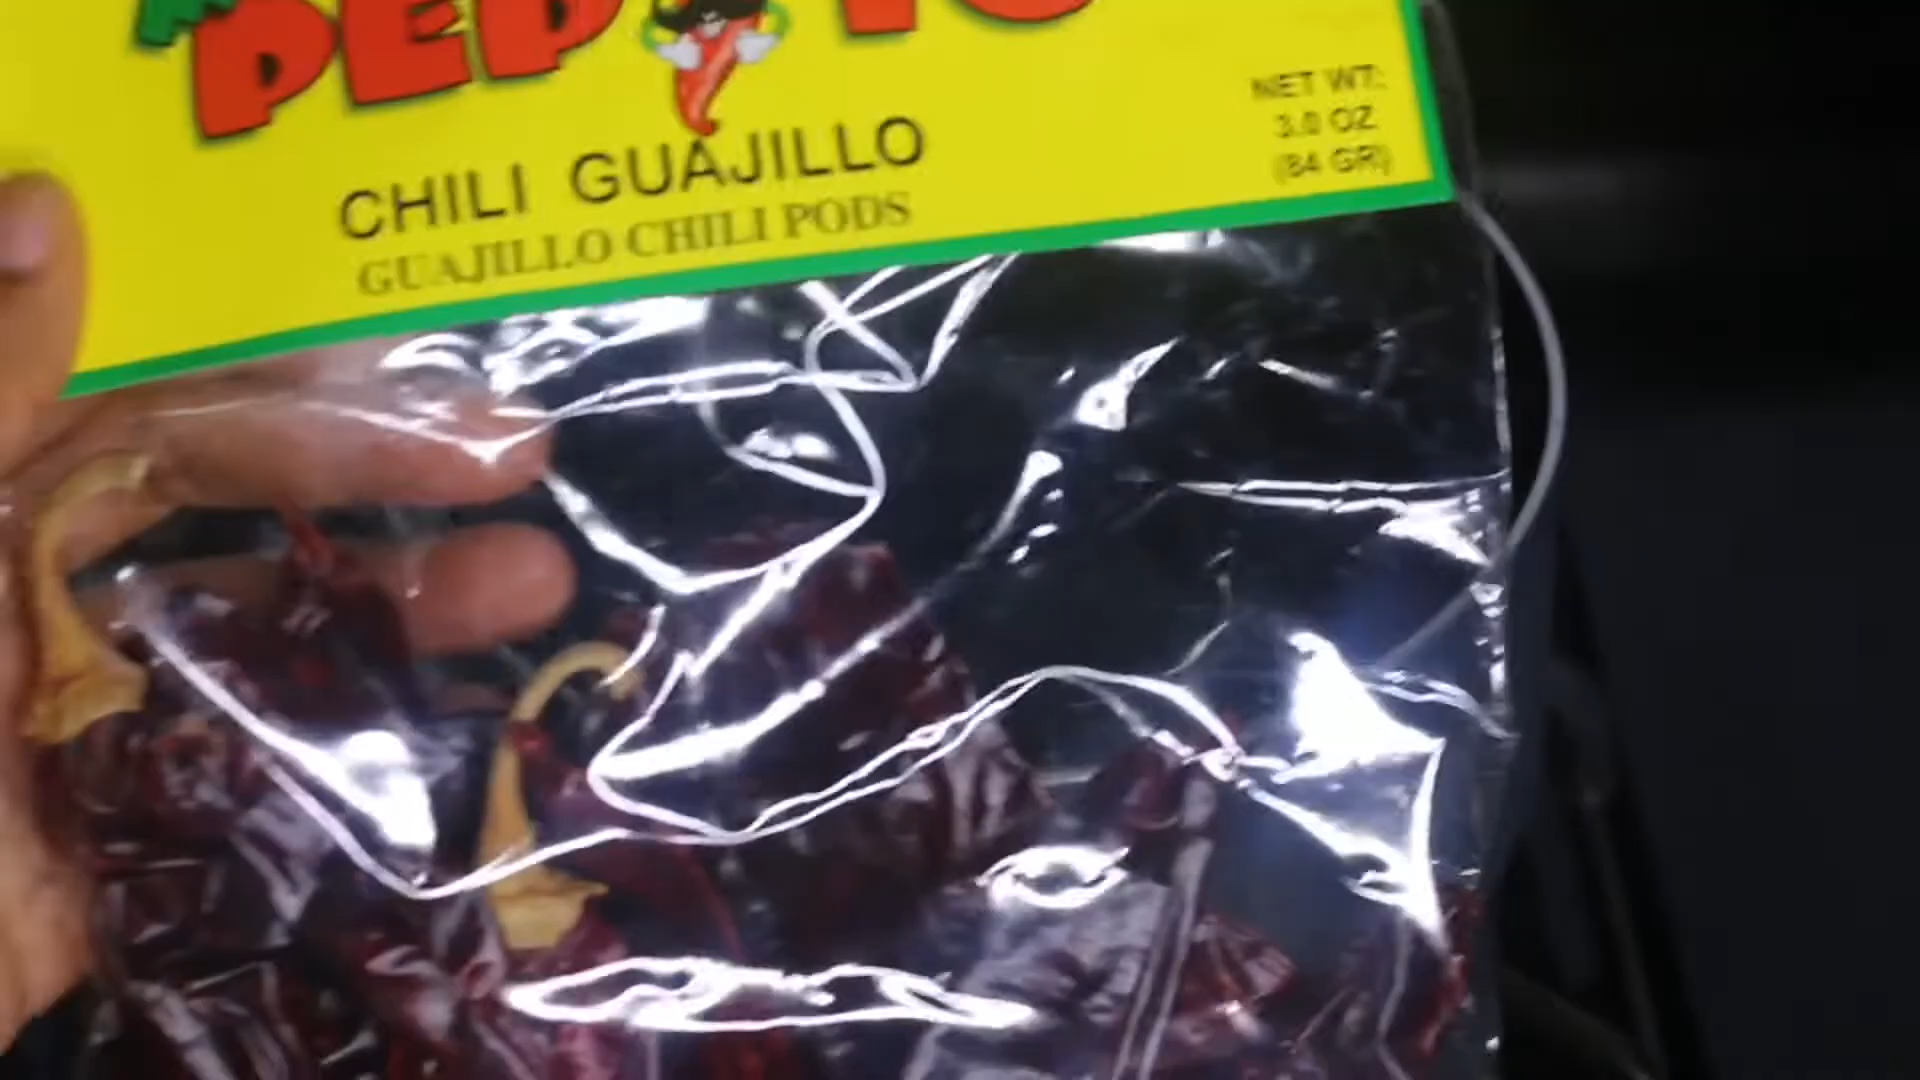 CHILI GUAJILLO
GUAJILLO CHILI PODS
NET WT:
3.0 OZ
(84 GR)